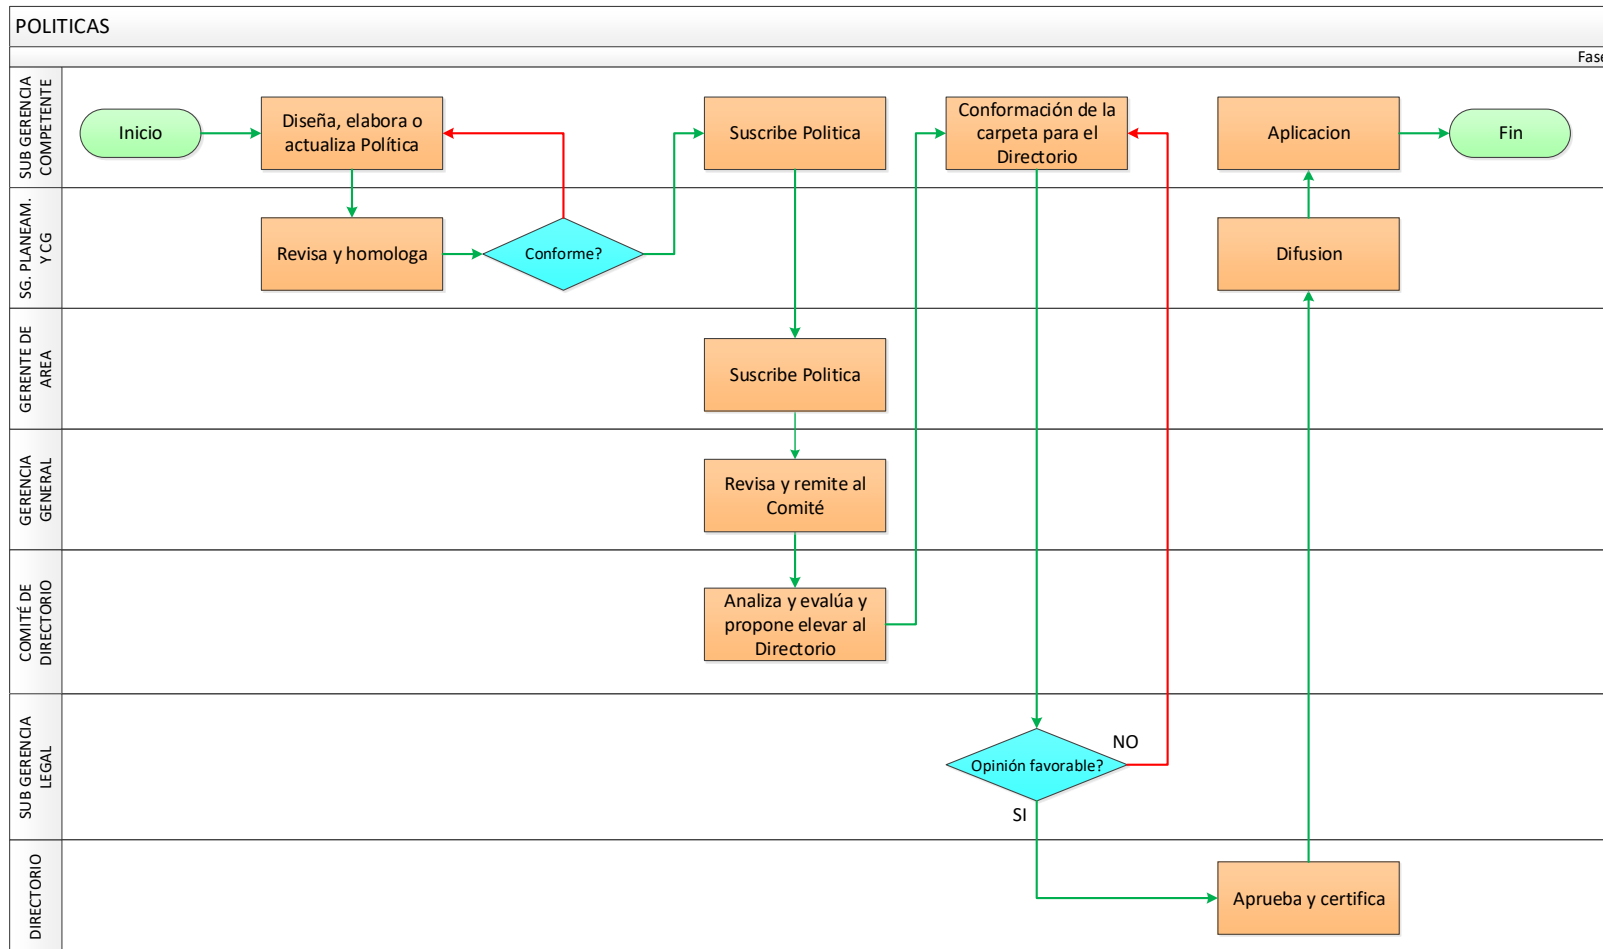 POLITICAS
Fase
SUB GERENCIA
COMPETENTE
Inicio
Diseña, elabora o
actualiza Política
Suscribe Politica
Conformación de la
carpeta para el
Directorio
Aplicacion
Fin
SG. PLANEAM.
Y CG
Revisa y homologa
Conforme?
Difusion
GERENTE DE
AREA
Suscribe Politica
GERENCIA
GENERAL
Revisa y remite al
Comité
COMITÉ DE
DIRECTORIO
Analiza y evalúa y
propone elevar al
Directorio
SUB GERENCIA
LEGAL
Opinión favorable?
NO
SI
DIRECTORIO
Aprueba y certifica